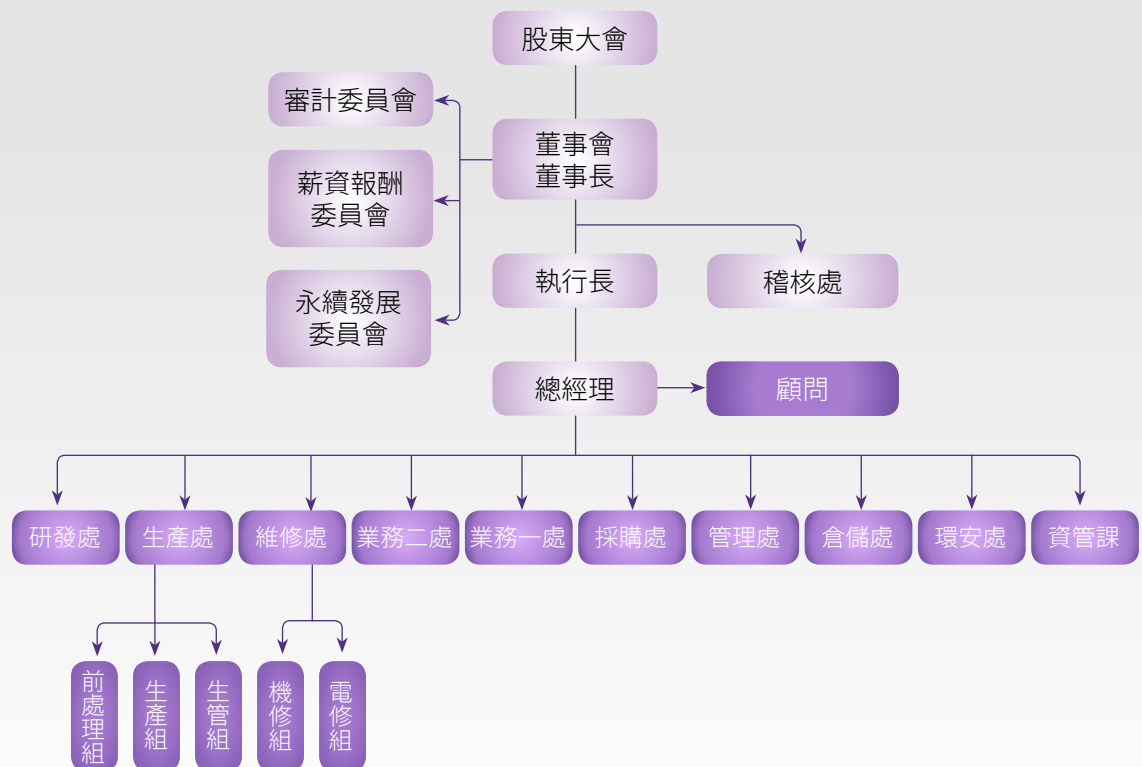 股東大會
審計委員會
董事會
董事長
薪資報酬
委員會
執行長
稽核處
永續發展
委員會
總經理
顧問
研發處
生產處
維修處
業務二處
業務一處
採購處
管理處
倉儲處
環安處
資管課
前處理組
生產組
生管組
機修組
電修組